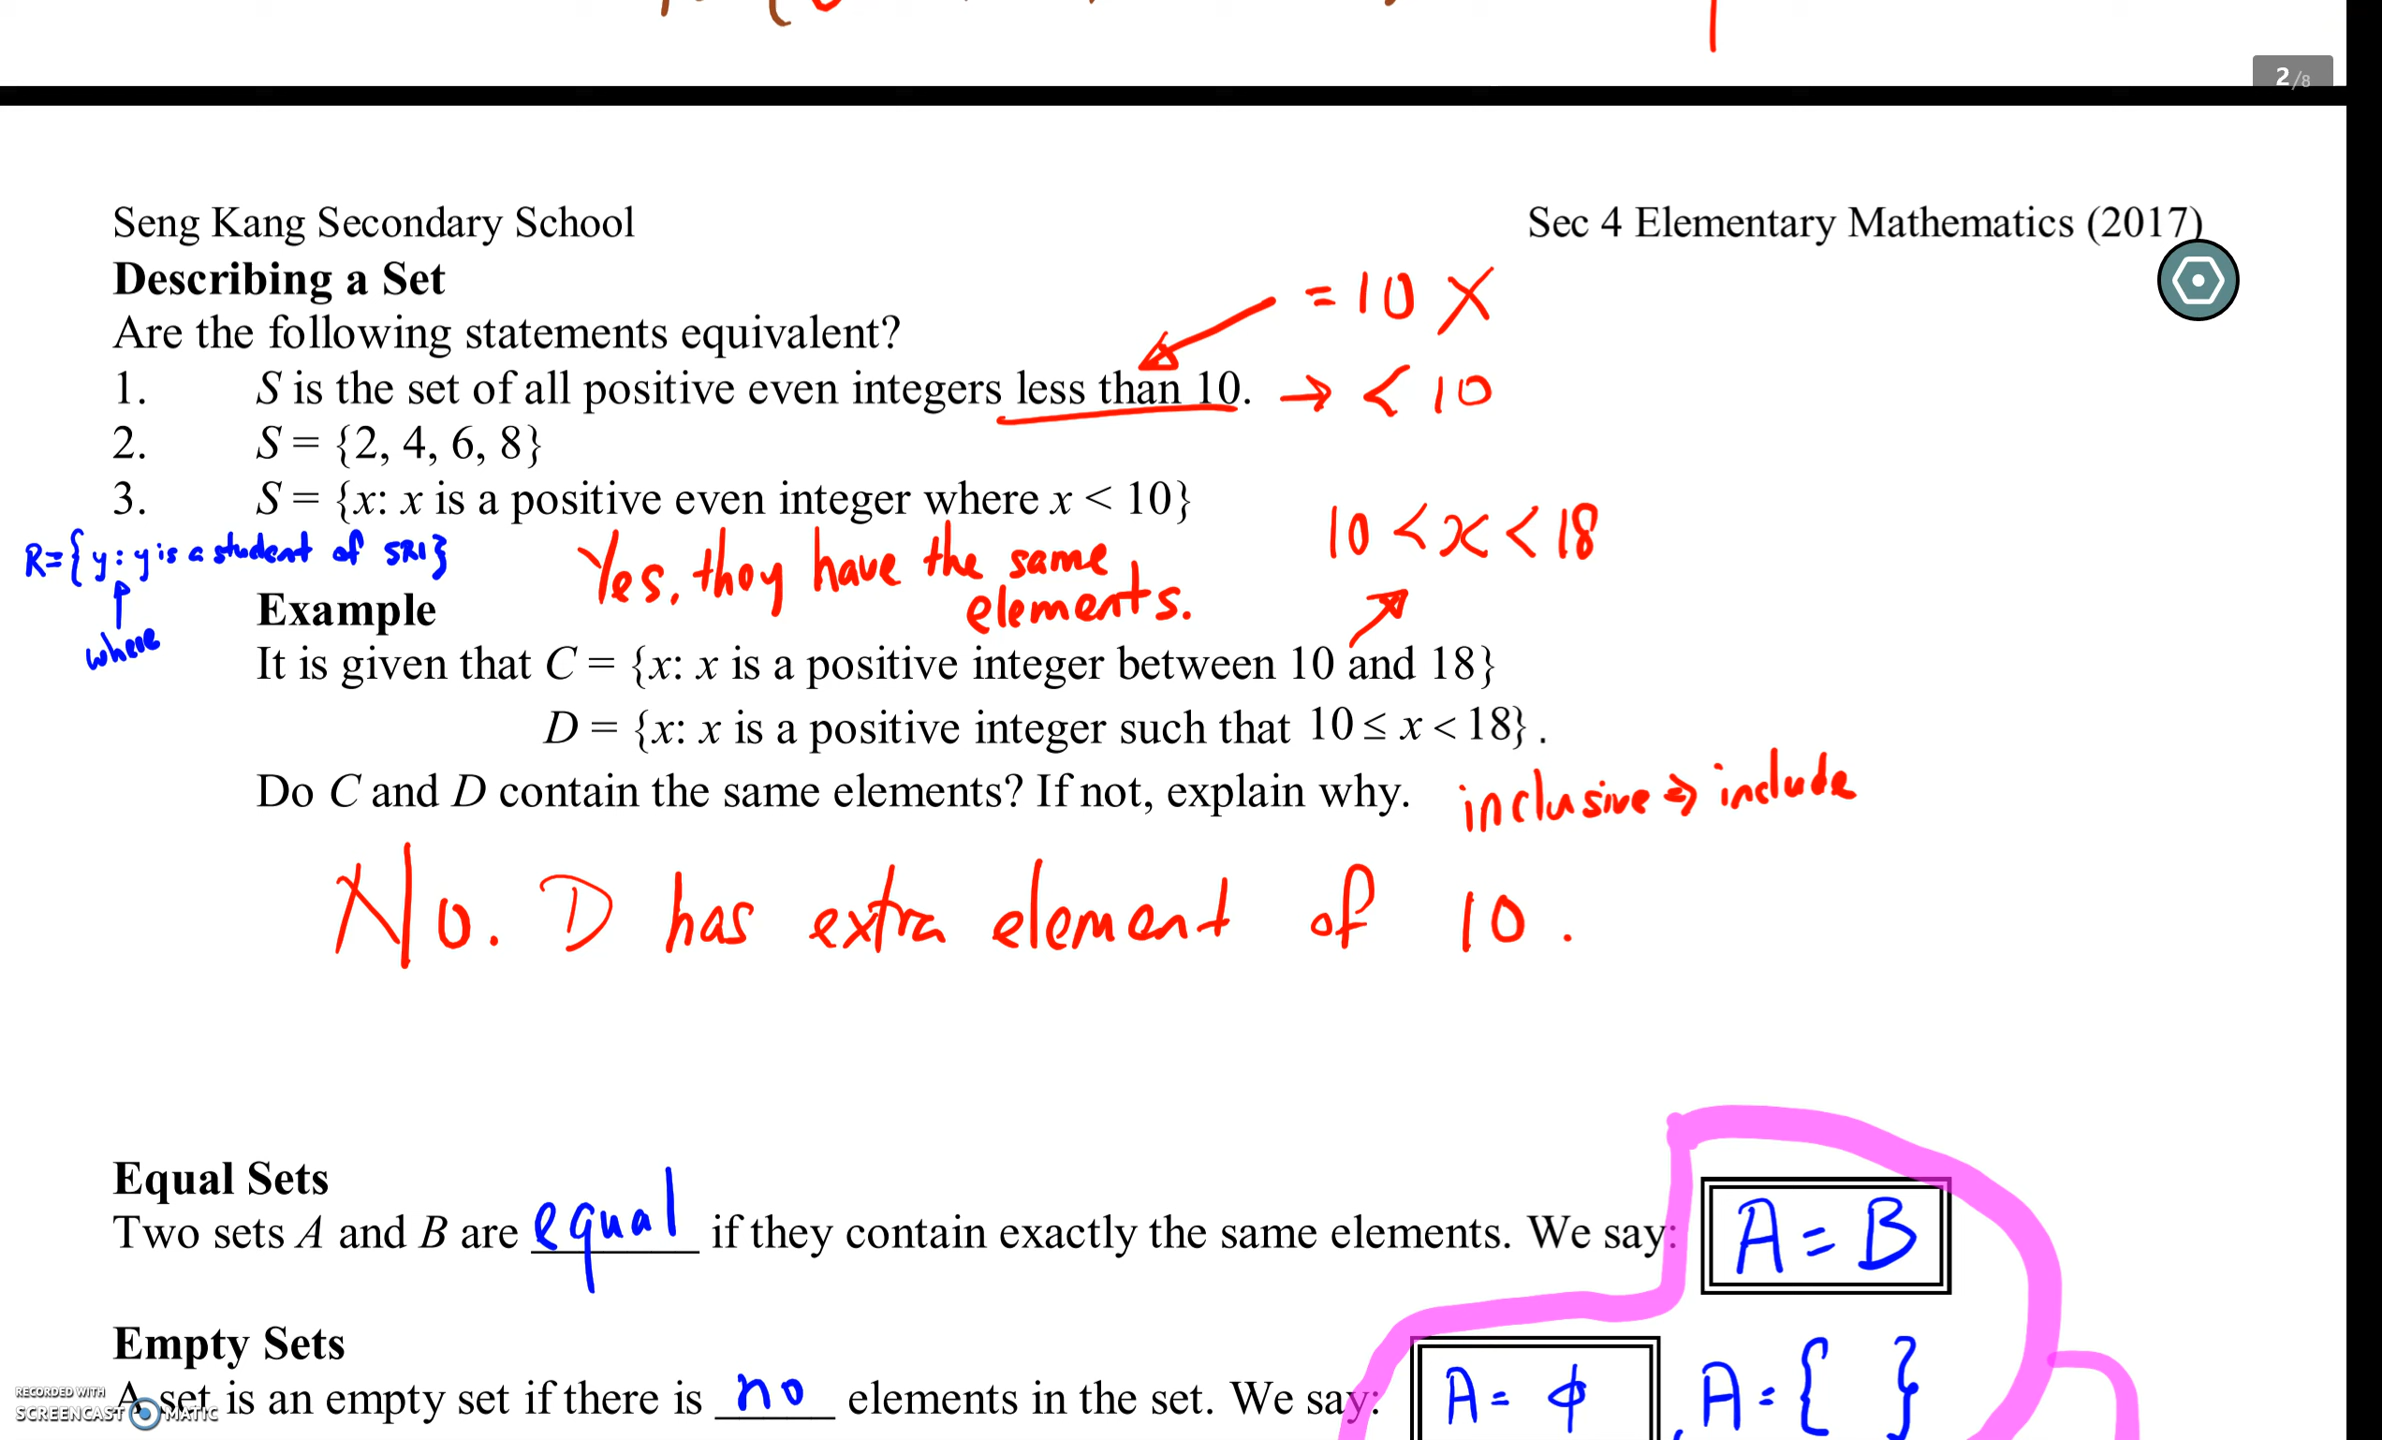 2/8
Seng Kang Secondary School Sec 4 Elementary Mathematics (2017)
Describing a Set
= 10 X
Are the following statements equivalent?
1. S is the set of all positive even integers less than 10. → < 10
2. S = {2, 4, 6, 8}
3. S = {x: x is a positive even integer where x < 10}
R = { y : y is a student of SRI}
where
Yes, they have the same
elements.
10 < x < 18
Example
It is given that C = {x: x is a positive integer between 10 and 18}
D = {x: x is a positive integer such that 10 ≤ x < 18} .
Do C and D contain the same elements? If not, explain why. inclusive ⇒ include
No. D has extra element of 10 .
Equal Sets
Two sets A and B are equal if they contain exactly the same elements. We say: A = B
Empty Sets
A set is an empty set if there is no elements in the set. We say: A = ϕ , A = { }
RECORDED WITH
SCREENCAST MATIC